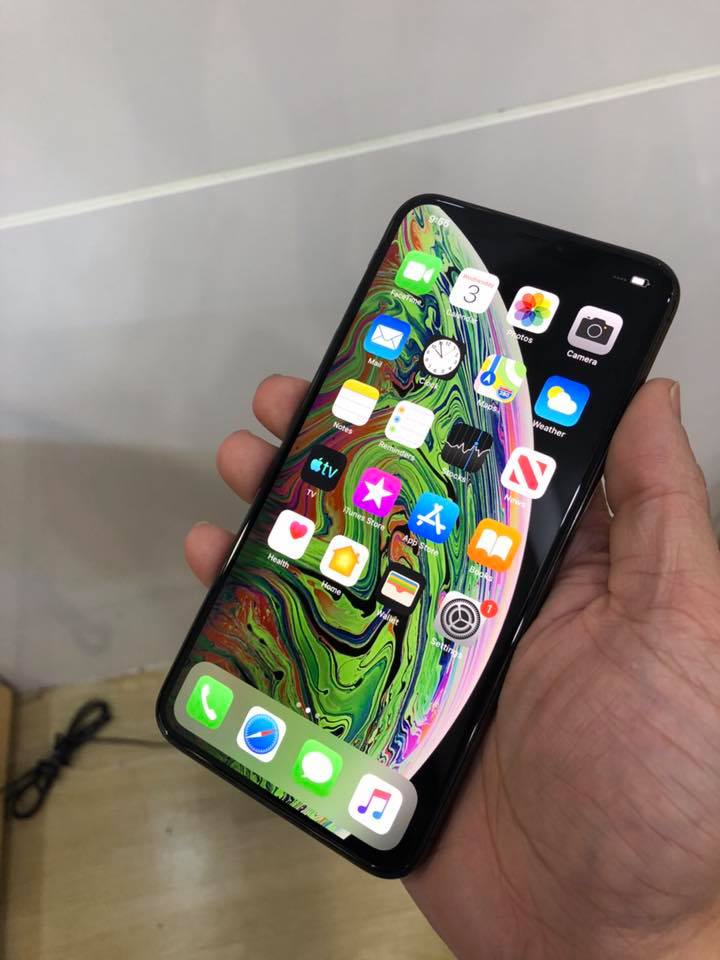 9:55
FaceTime
Wednesday
3
Calendar
Photos
Camera
Mail
Clock
Maps
Weather
Notes
Reminders
Stocks
News
tv
TV
iTunes Store
App Store
Books
Health
Home
Wallet
1
Settings